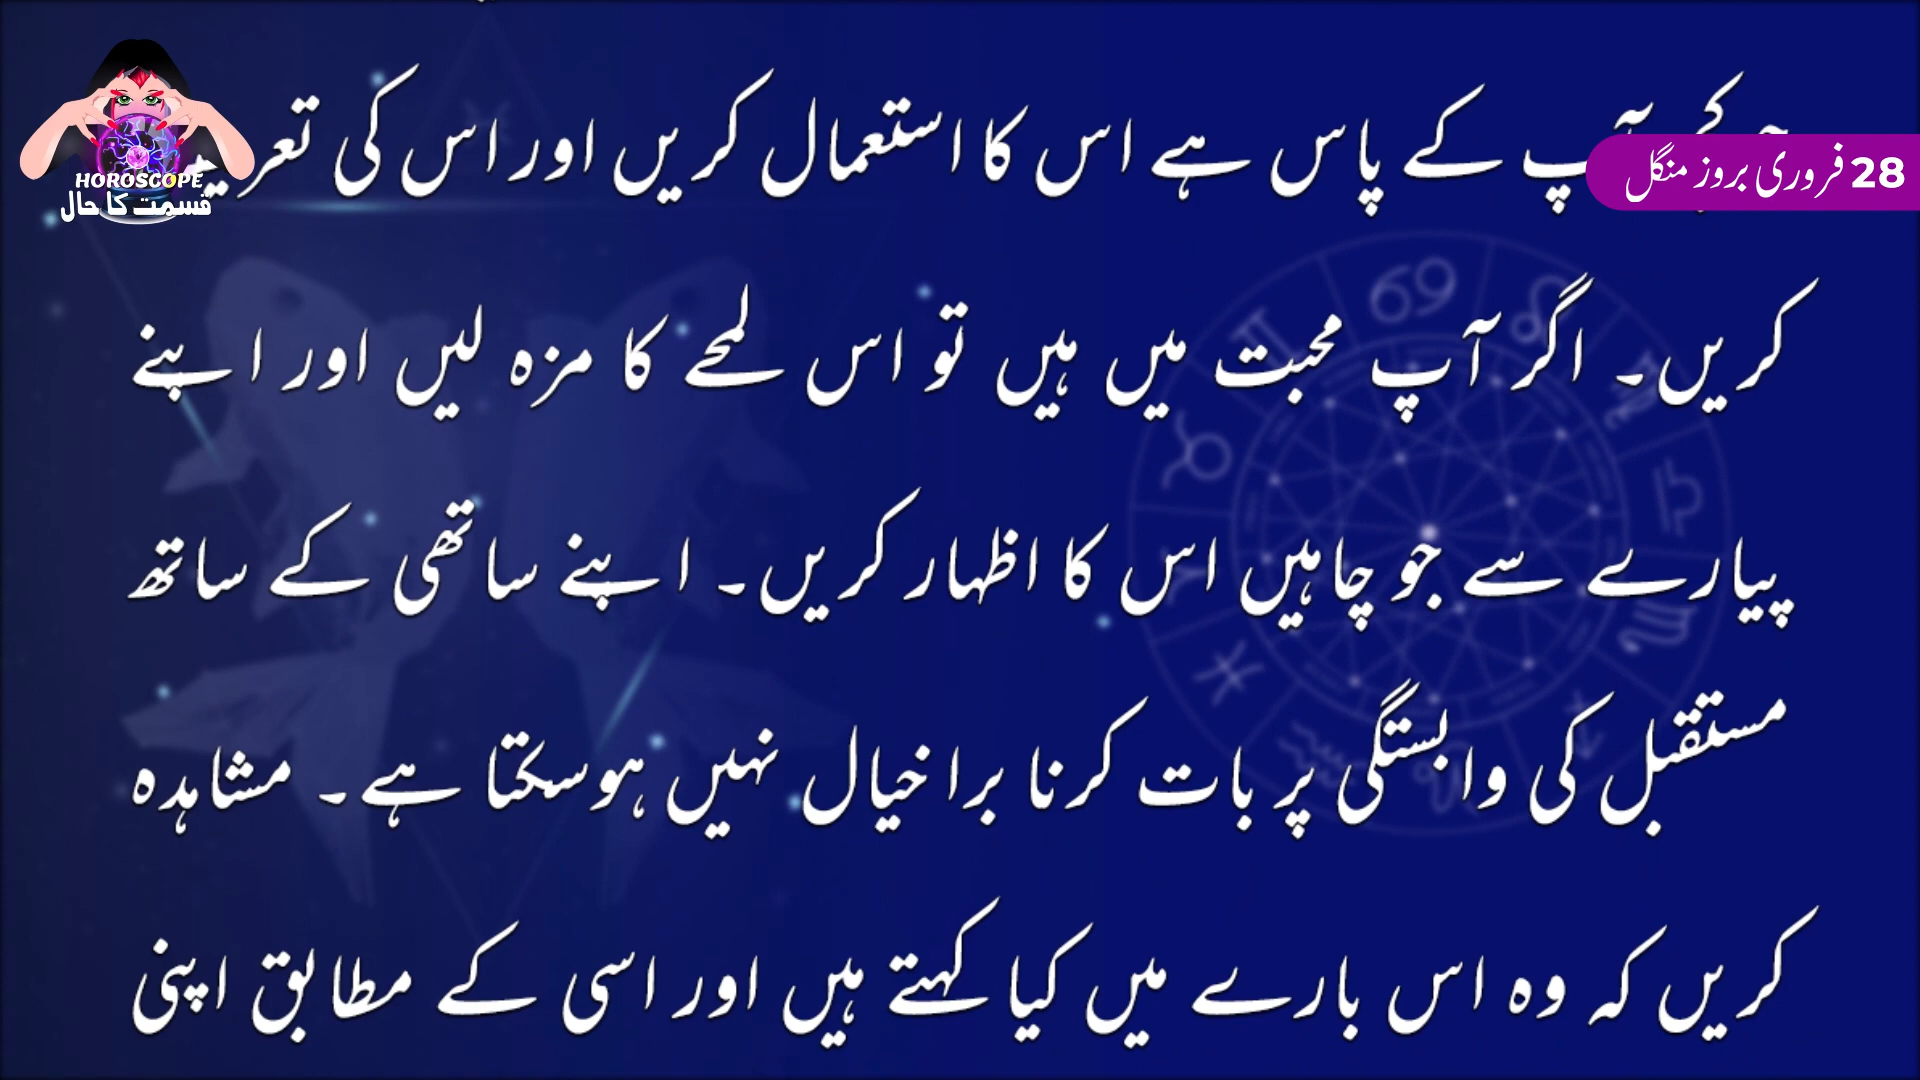 پ کے پاس ہے اس کا استعمال کریں اور اس کی
کریں۔ اگر آپ محبت میں ہیں تو اس لمحے کا مزہ لیں اور اپنے
پیارے سے جو چاہیں اس کا اظہار کریں۔ اپنے ساتھی کے ساتھ
مستقبل کی وابستگی پر بات کرنا برا خیال نہیں ہوسکتا ہے۔ مشاہدہ
کریں کہ وہ اس بارے میں کیا کہتے ہیں اور اسی کے مطابق اپنی
28 فروری بروز منگل
HOROSCOPE
قسمت کا حال